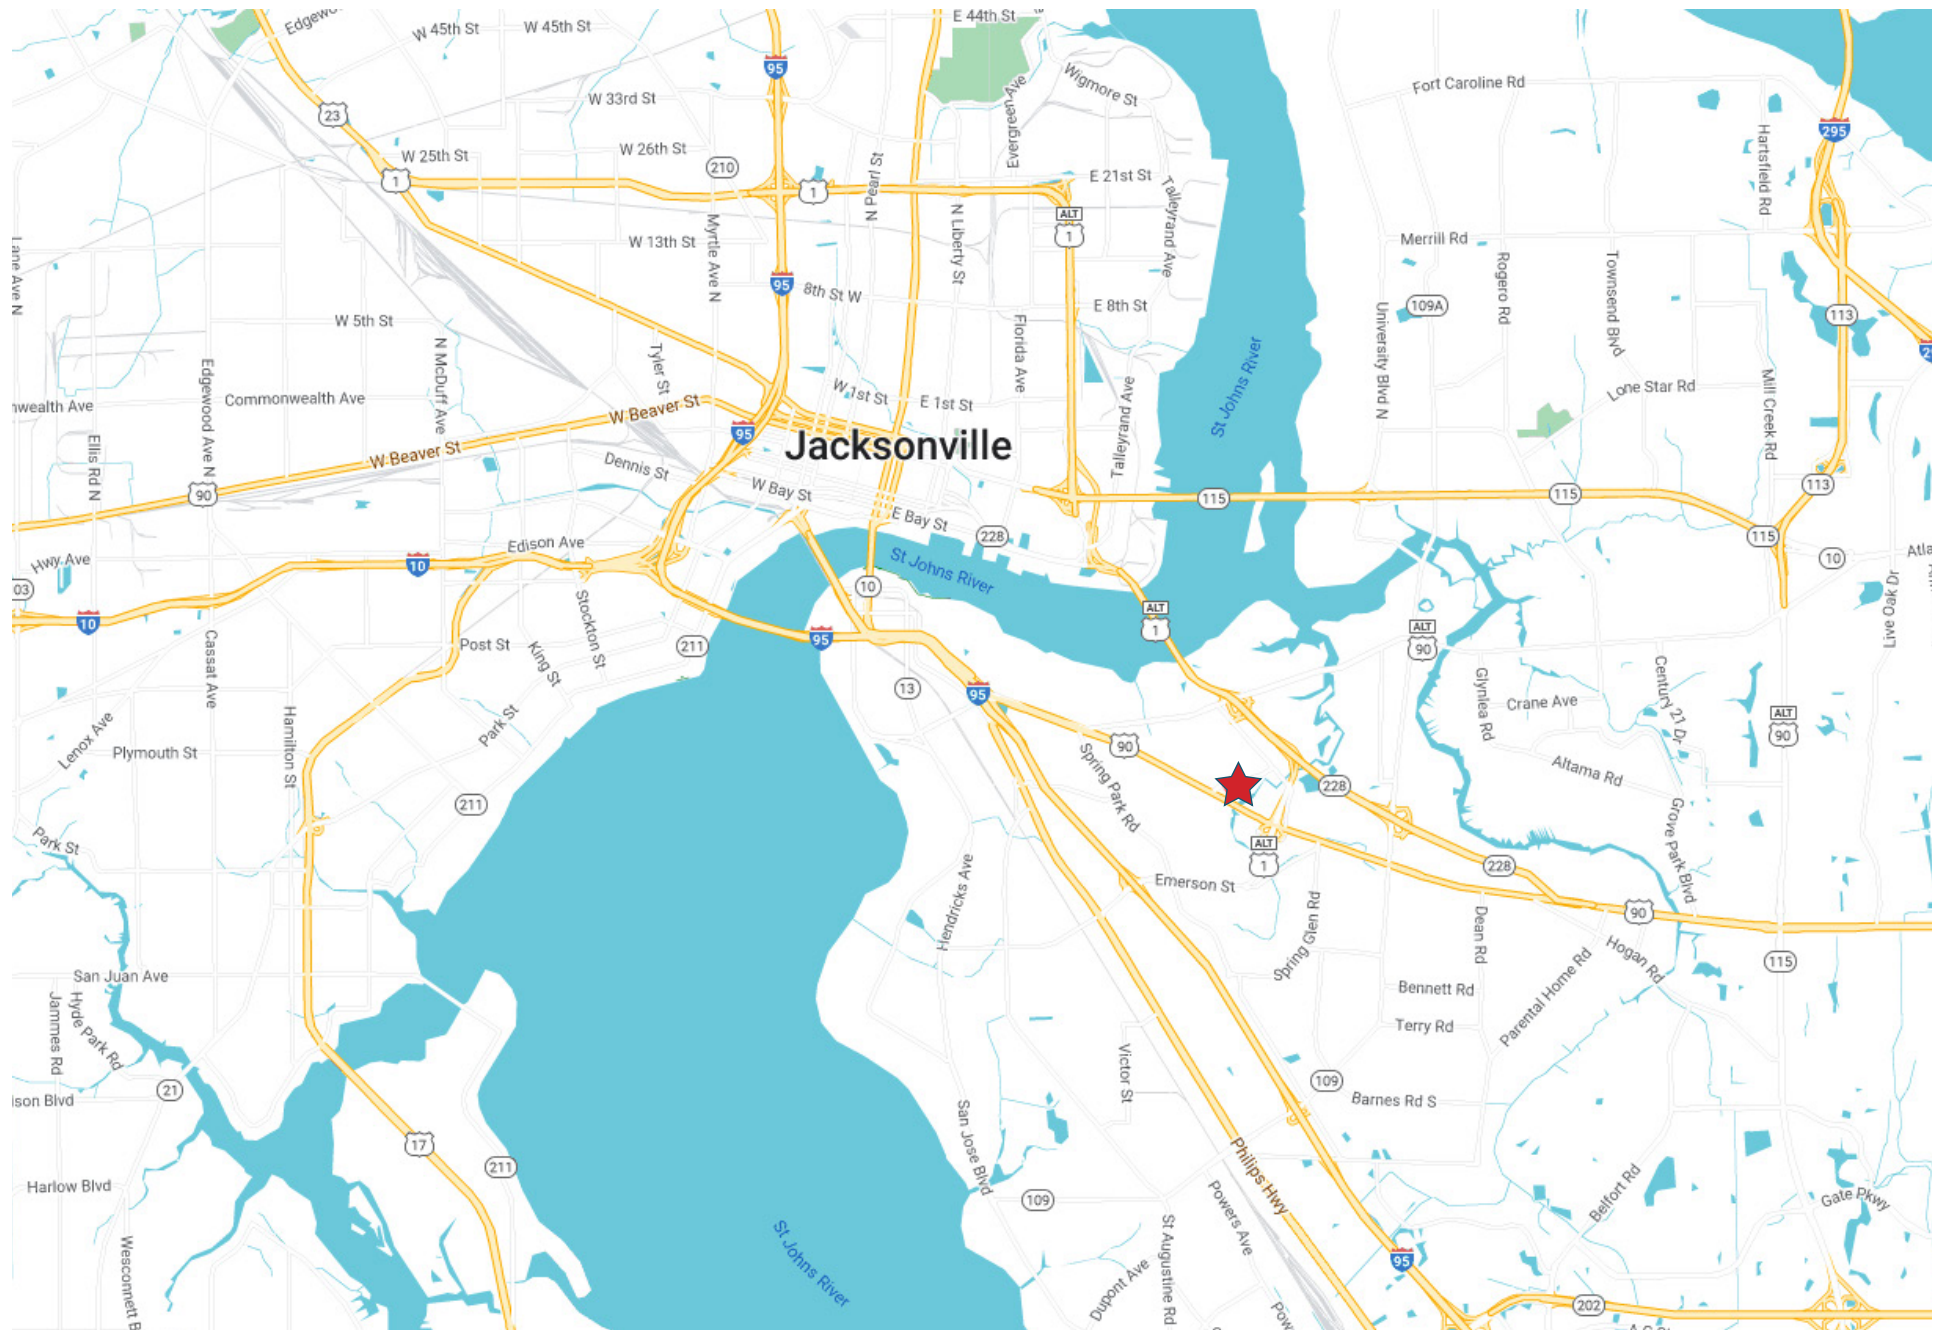 E 44th St
W 45th St
W 45th St
95
Wigmore St
Fort Caroline Rd
W 33rd St
23
Evergreen Ave
295
Hartsfield Rd
W 25th St
W 26th St
210
1
1
N Pearl St
E 21st St
Talleyrand Ave
ALT
1
N Liberty St
Myrtle Ave N
W 13th St
Merrill Rd
Lane Ave N
95
8th St W
E 8th St
Rogero Rd
Townsend Blvd
109A
113
W 5th St
University Blvd N
Florida Ave
St Johns River
N McDuff Ave
Tyler St
Edgewood Ave N
Commonwealth Ave
nwealth Ave
W 1st St
E 1st St
Lone Star Rd
Mill Creek Rd
W Beaver St
95
Jacksonville
Talleyrand Ave
W Beaver St
Ellis Rd N
Dennis St
90
W Bay St
E Bay St
115
115
113
228
115
10
Edison Ave
Hwy Ave
10
St Johns River
10
03
10
Stockton St
ALT
1
ALT
90
Live Oak Dr
Post St
King St
211
95
13
95
Cassat Ave
Glynlea Rd
Crane Ave
Century 21 Dr
ALT
90
Park St
Lenox Ave
Plymouth St
Hamilton St
90
Spring Park Rd
228
Altama Rd
211
Park St
Grove Park Blvd
ALT
1
228
Emerson St
90
Hendricks Ave
Spring Glen Rd
Dean Rd
Hogan Rd
115
San Juan Ave
Bennett Rd
Parental Home Rd
Hyde Park Rd
Jammes Rd
Terry Rd
Victor St
21
109
ison Blvd
Barnes Rd S
San Jose Blvd
17
211
Harlow Blvd
Philips Hwy
109
Powers Ave
Belfort Rd
Gate Pkwy
St Johns River
St Augustine Rd
Wesconnett B
Dupont Ave
95
202
Pow